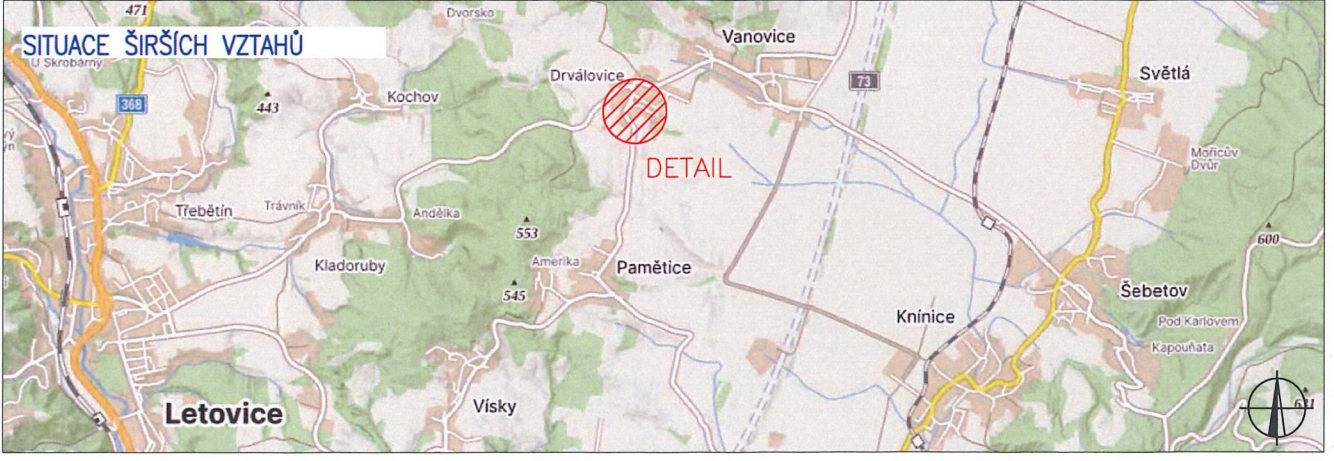 471
Dvorsko
SITUACE ŠIRŠÍCH VZTAHŮ
U Skrobárny
Vanovice
Drválovice
73
Světlá
368
443
Kochov
DETAIL
Mořicův
Dvůr
Třebětín
Trávník
Andělka
553
600
Kladoruby
Amerika
Pamětice
545
Šebetov
Knínice
Pod Karlovem
Kapouňata
Letovice
Vísky